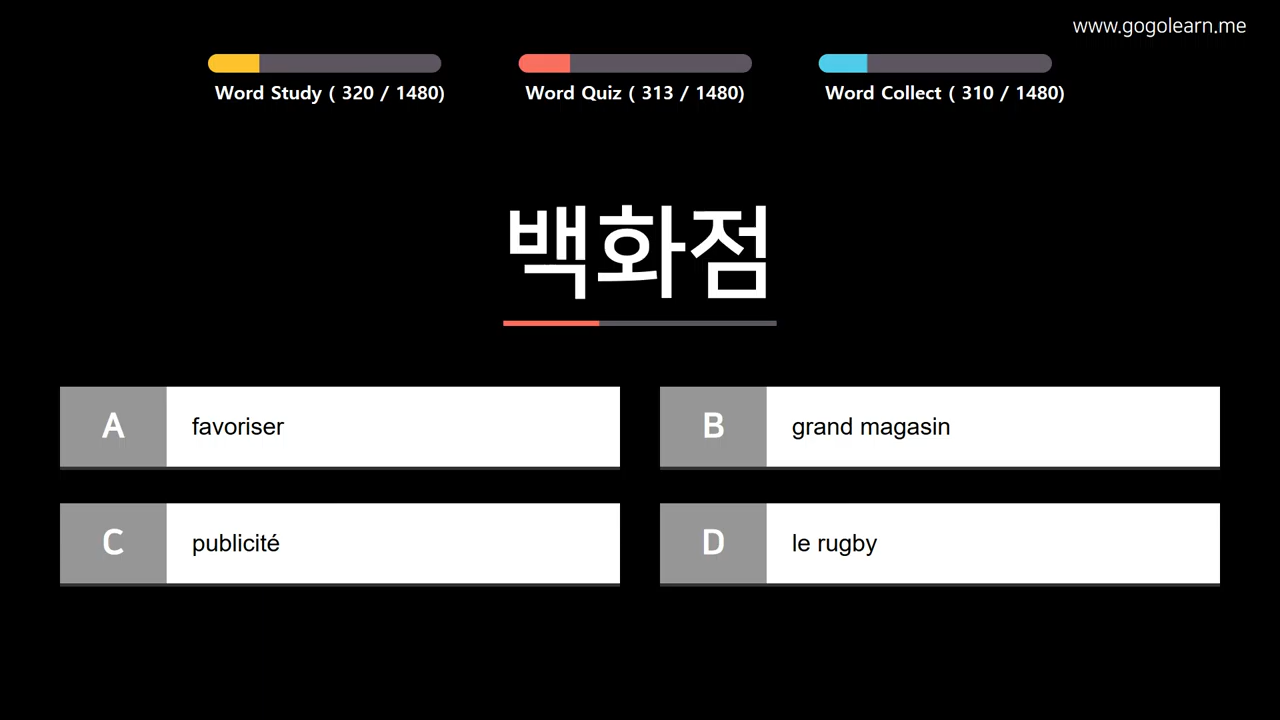 www.gogolearn.me
Word Study ( 320 / 1480)
Word Quiz ( 313 / 1480)
Word Collect ( 310 / 1480)
백화점
A favoriser
B grand magasin
C publicité
D le rugby